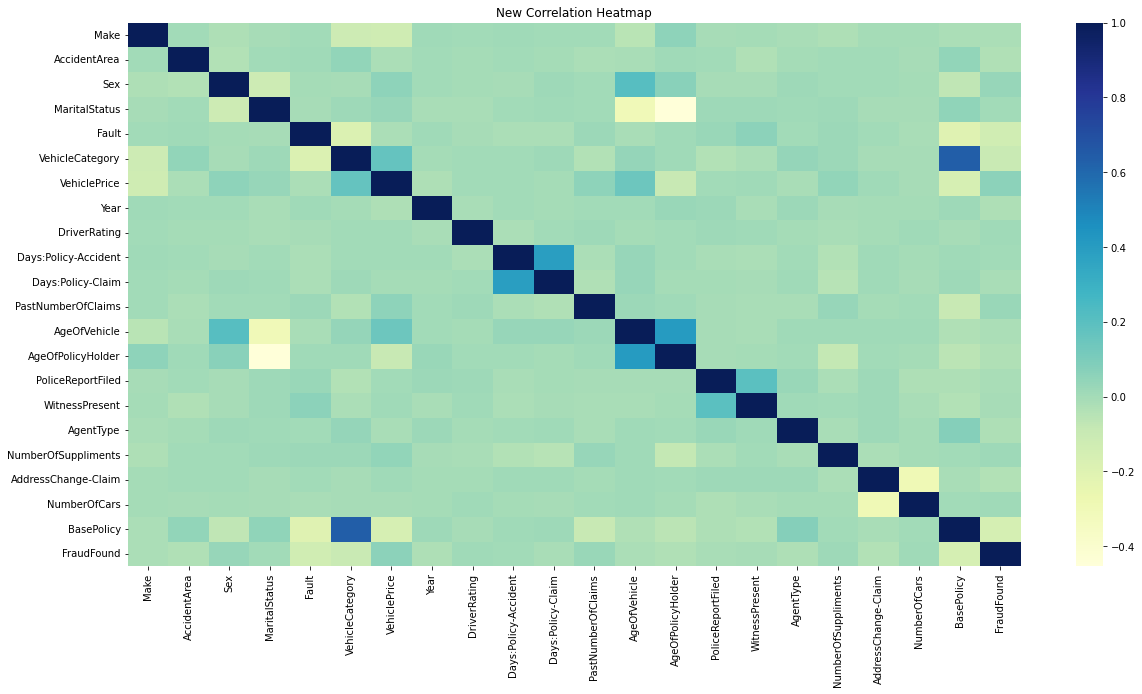 New Correlation Heatmap
Make
AccidentArea
Sex
MaritalStatus
Fault
VehicleCategory
VehiclePrice
Year
DriverRating
Days:Policy-Accident
Days:Policy-Claim
PastNumberOfClaims
AgeOfVehicle
AgeOfPolicyHolder
PoliceReportFiled
WitnessPresent
AgentType
NumberOfSuppliments
AddressChange-Claim
NumberOfCars
BasePolicy
FraudFound
Make
AccidentArea
Sex
MaritalStatus
Fault
VehicleCategory
VehiclePrice
Year
DriverRating
Days:Policy-Accident
Days:Policy-Claim
PastNumberOfClaims
AgeOfVehicle
AgeOfPolicyHolder
PoliceReportFiled
WitnessPresent
AgentType
NumberOfSuppliments
AddressChange-Claim
NumberOfCars
BasePolicy
FraudFound
1.0
0.8
0.6
0.4
0.2
0.0
−0.2
−0.4